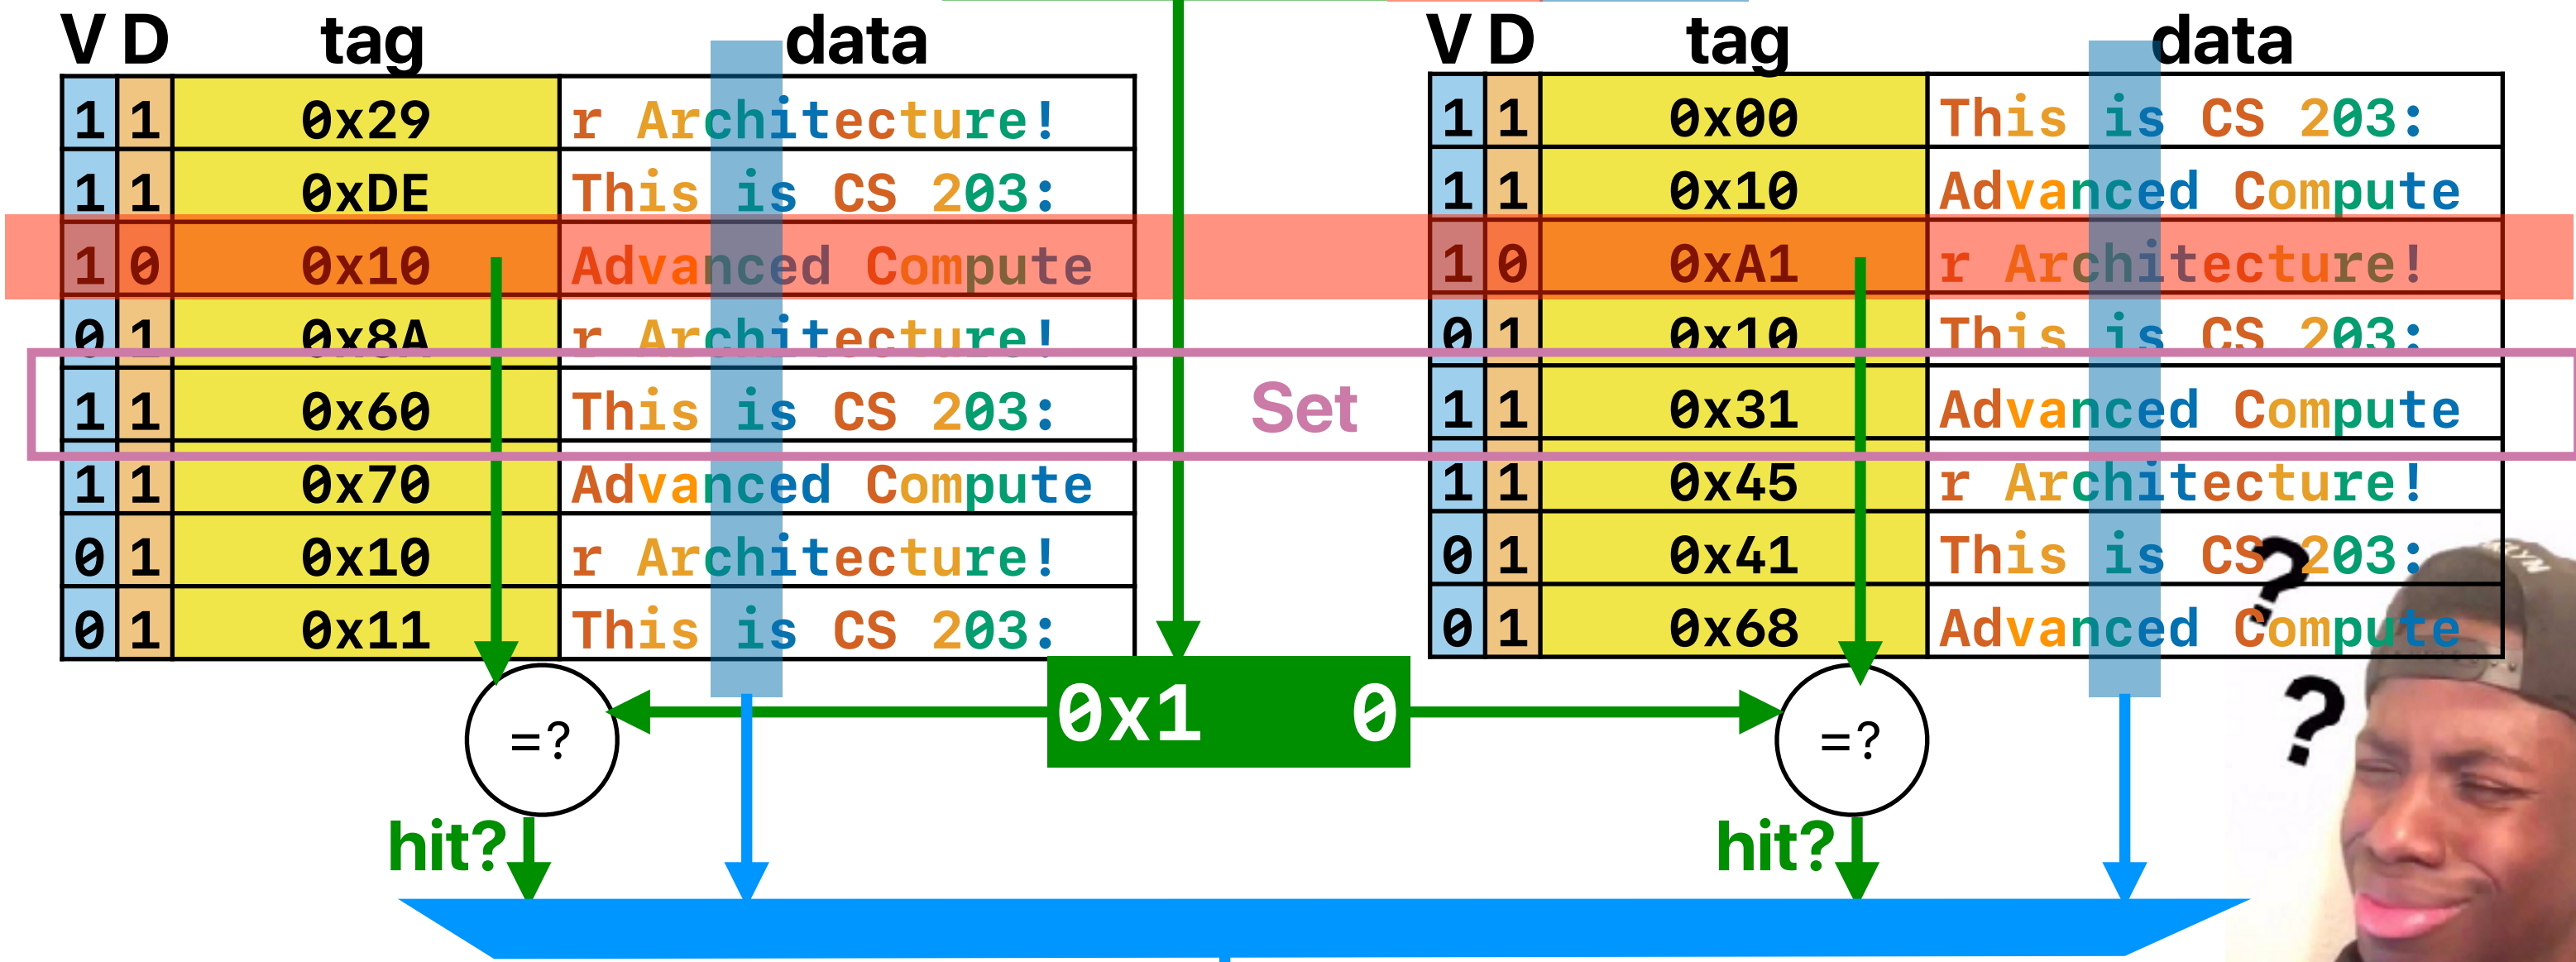 V D tag data V D tag data
1 1 0x29 r Architecture! 1 1 0x00 This is CS 203:
1 1 0xDE This is CS 203: 1 1 0x10 Advanced Compute
1 0 0x10 Advanced Compute 1 0 0xA1 r Architecture!
0 1 0x8A r Architecture! 0 1 0x10 This is CS 203:
1 1 0x60 This is CS 203: Set 1 1 0x31 Advanced Compute
1 1 0x70 Advanced Compute 1 1 0x45 r Architecture!
0 1 0x10 r Architecture! 0 1 0x41 This is CS 203:
0 1 0x11 This is CS 203: 0 1 0x68 Advanced Compute
?
=? 0x1 0 =? ?
hit? hit?